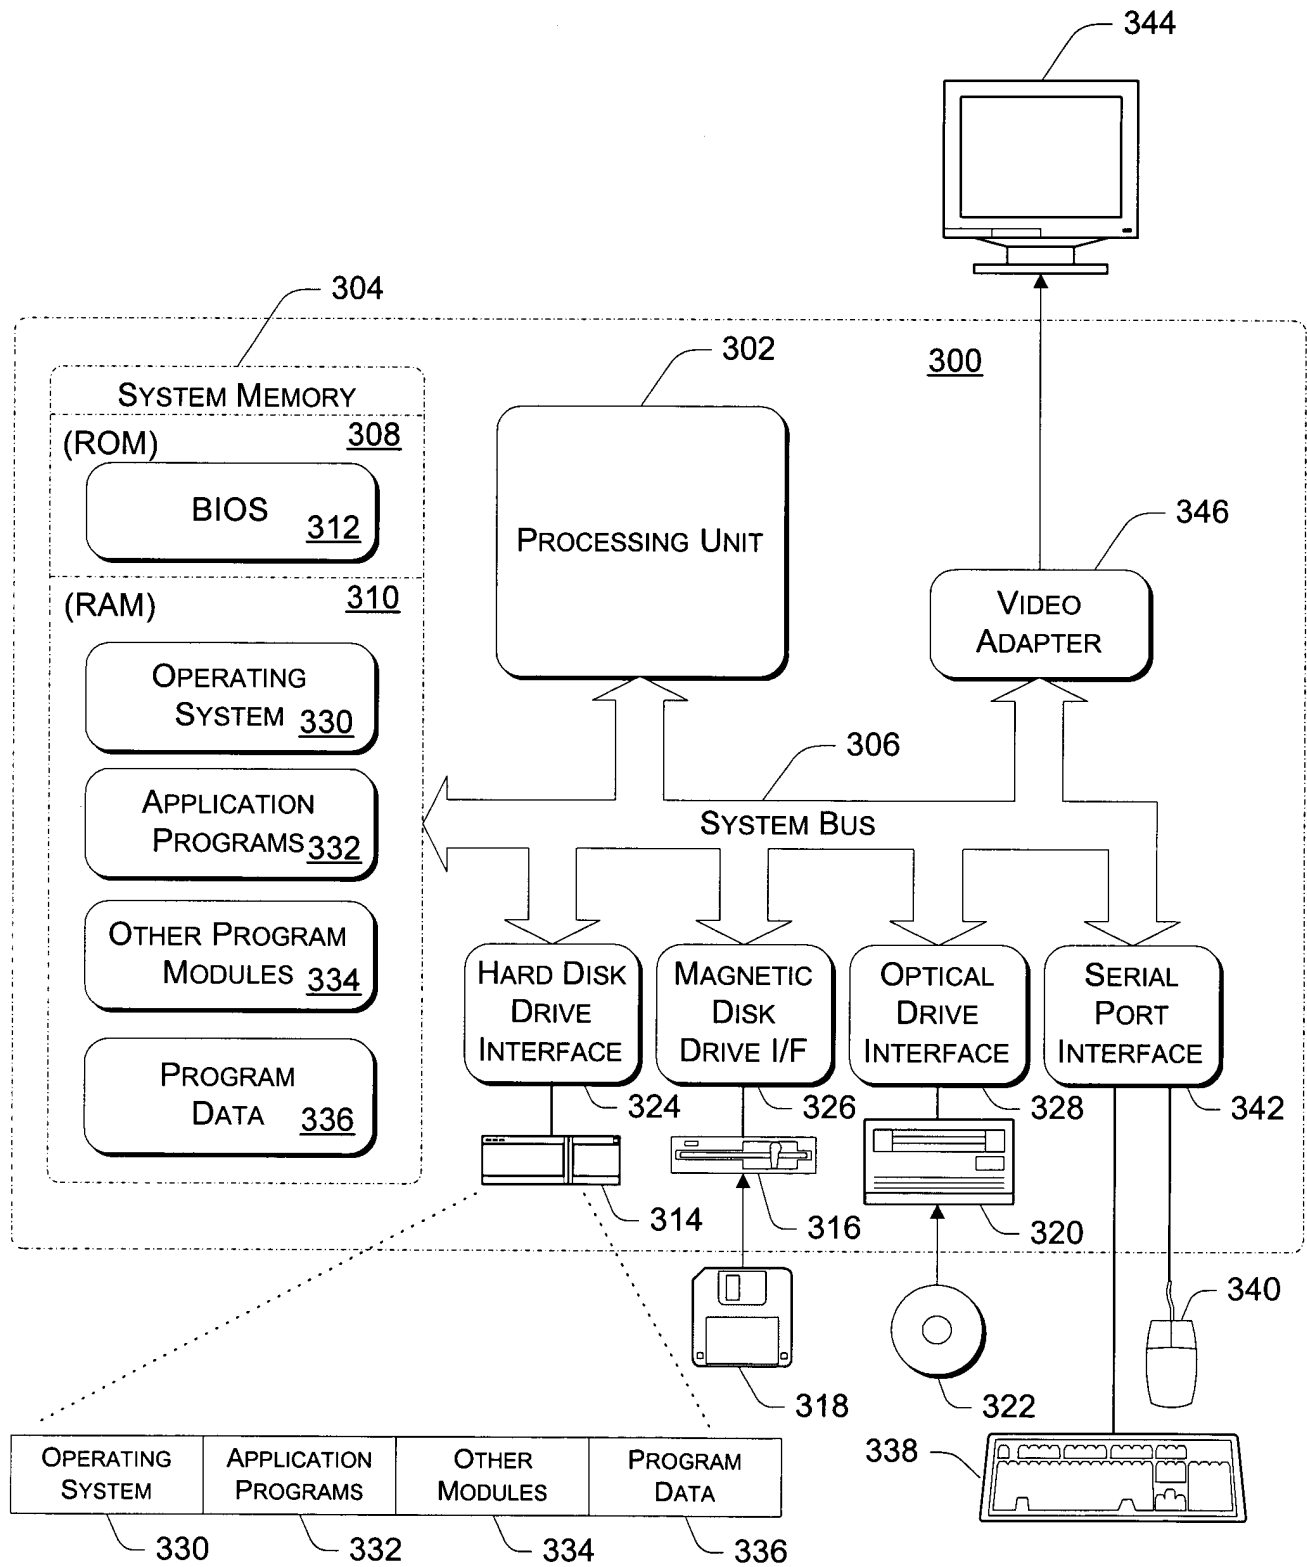 344
304
302
300
SYSTEM MEMORY
(ROM) 308
BIOS 312
PROCESSING UNIT
346
(RAM) 310
VIDEO
ADAPTER
OPERATING
SYSTEM 330
306
APPLICATION
PROGRAMS 332
SYSTEM BUS
OTHER PROGRAM
MODULES 334
HARD DISK
DRIVE
INTERFACE
MAGNETIC
DISK
DRIVE I/F
OPTICAL
DRIVE
INTERFACE
SERIAL
PORT
INTERFACE
PROGRAM
DATA 336
324
326
328
342
314
316
320
340
318
322
338
OPERATING
SYSTEM
APPLICATION
PROGRAMS
OTHER
MODULES
PROGRAM
DATA
330
332
334
336